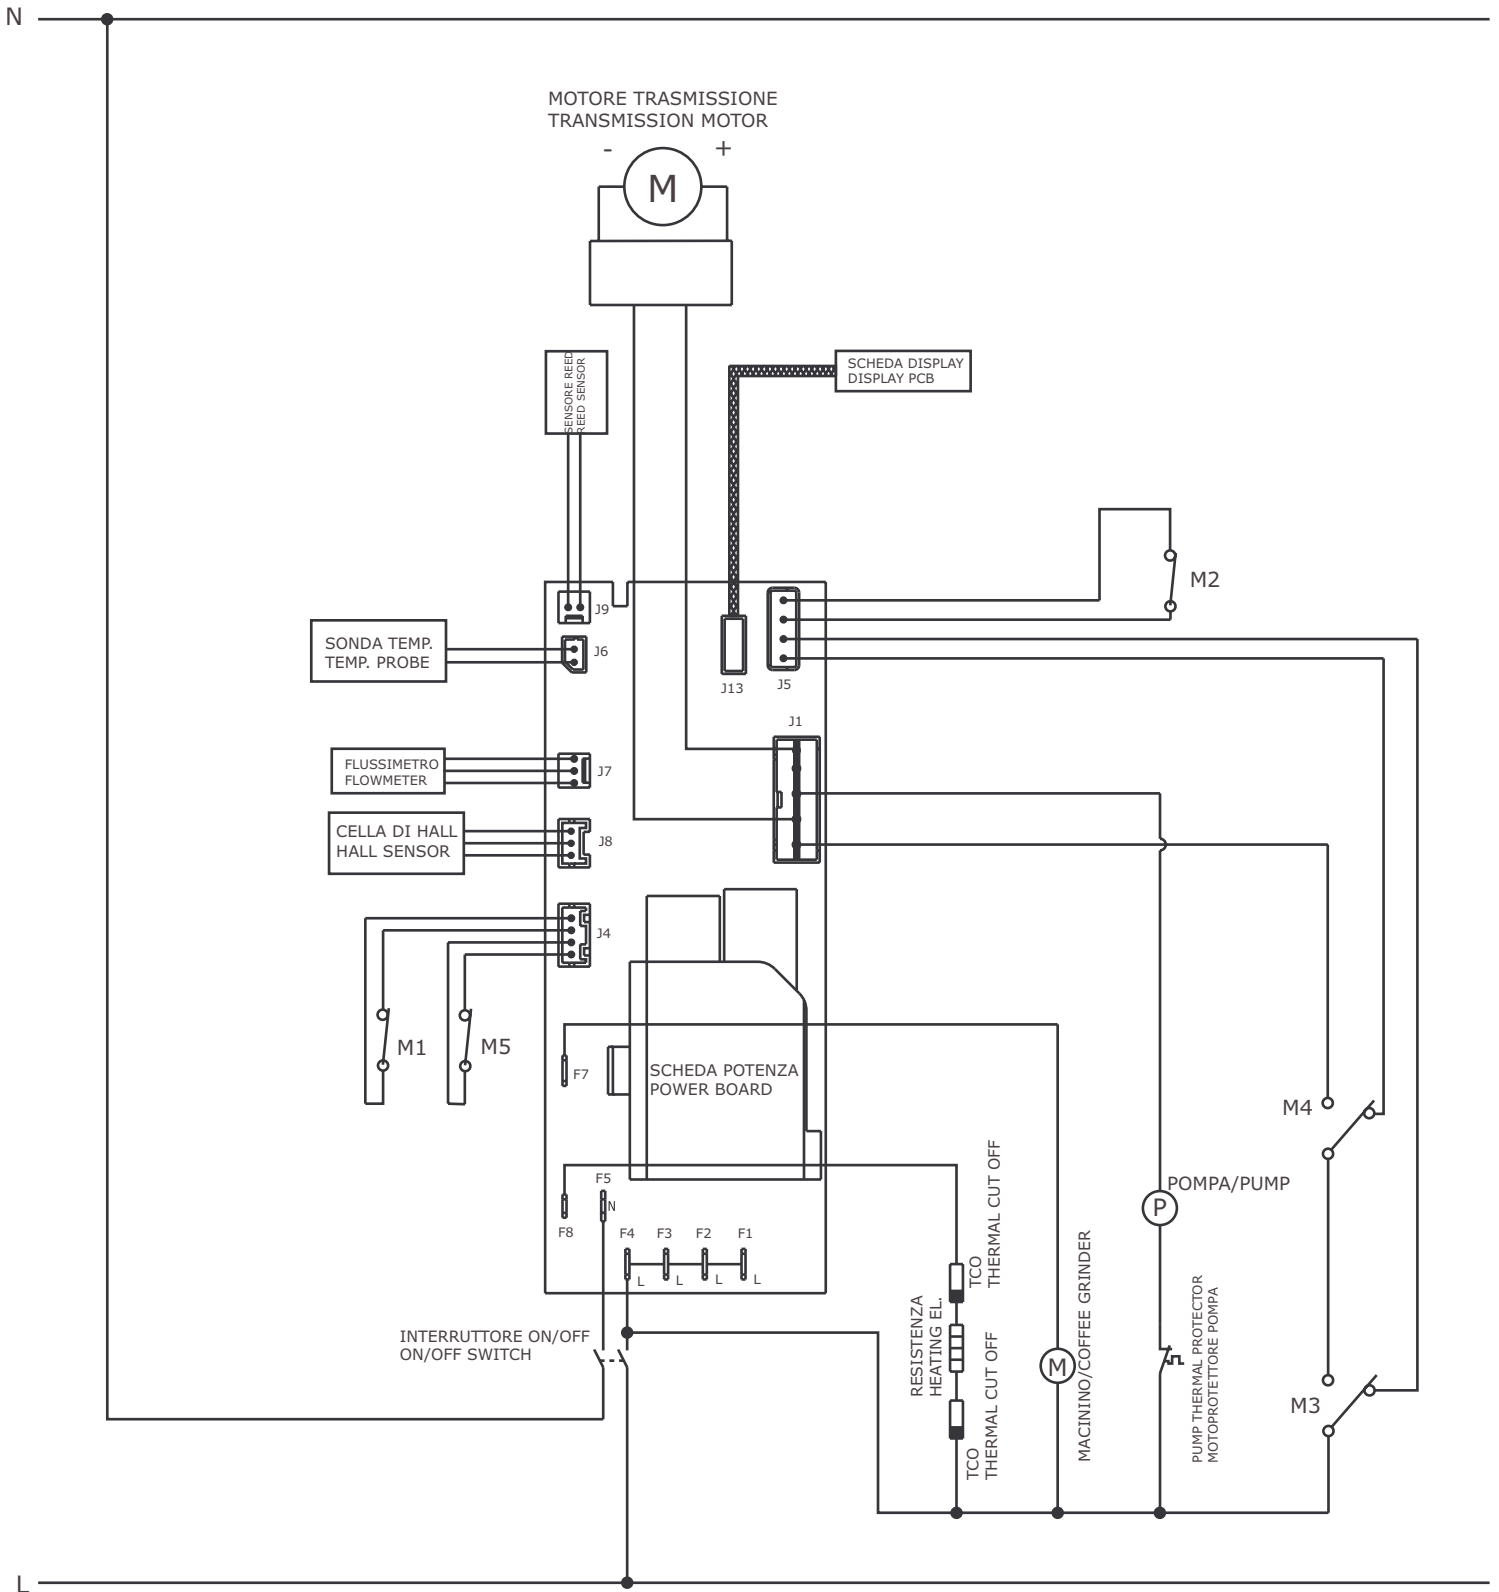 N
MOTORE TRASMISSIONE
TRANSMISSION MOTOR
- +
M
SENSORE REED
REED SENSOR
SCHEDA DISPLAY
DISPLAY PCB
M2
J9
SONDA TEMP.
TEMP. PROBE
J6
J13
J5
J1
FLUSSIMETRO
FLOWMETER
J7
CELLA DI HALL
HALL SENSOR
J8
J4
M1
M5
F7
SCHEDA POTENZA
POWER BOARD
M4
F5
N
F8
F4
F3
F2
F1
L
L
L
L
POMPA/PUMP
P
TCO
THERMAL CUT OFF
RESISTENZA
HEATING EL.
TCO
THERMAL CUT OFF
M
MACININO/COFFEE GRINDER
PUMP THERMAL PROTECTOR
MOTOPROTETTORE POMPA
INTERRUTTORE ON/OFF
ON/OFF SWITCH
M3
L